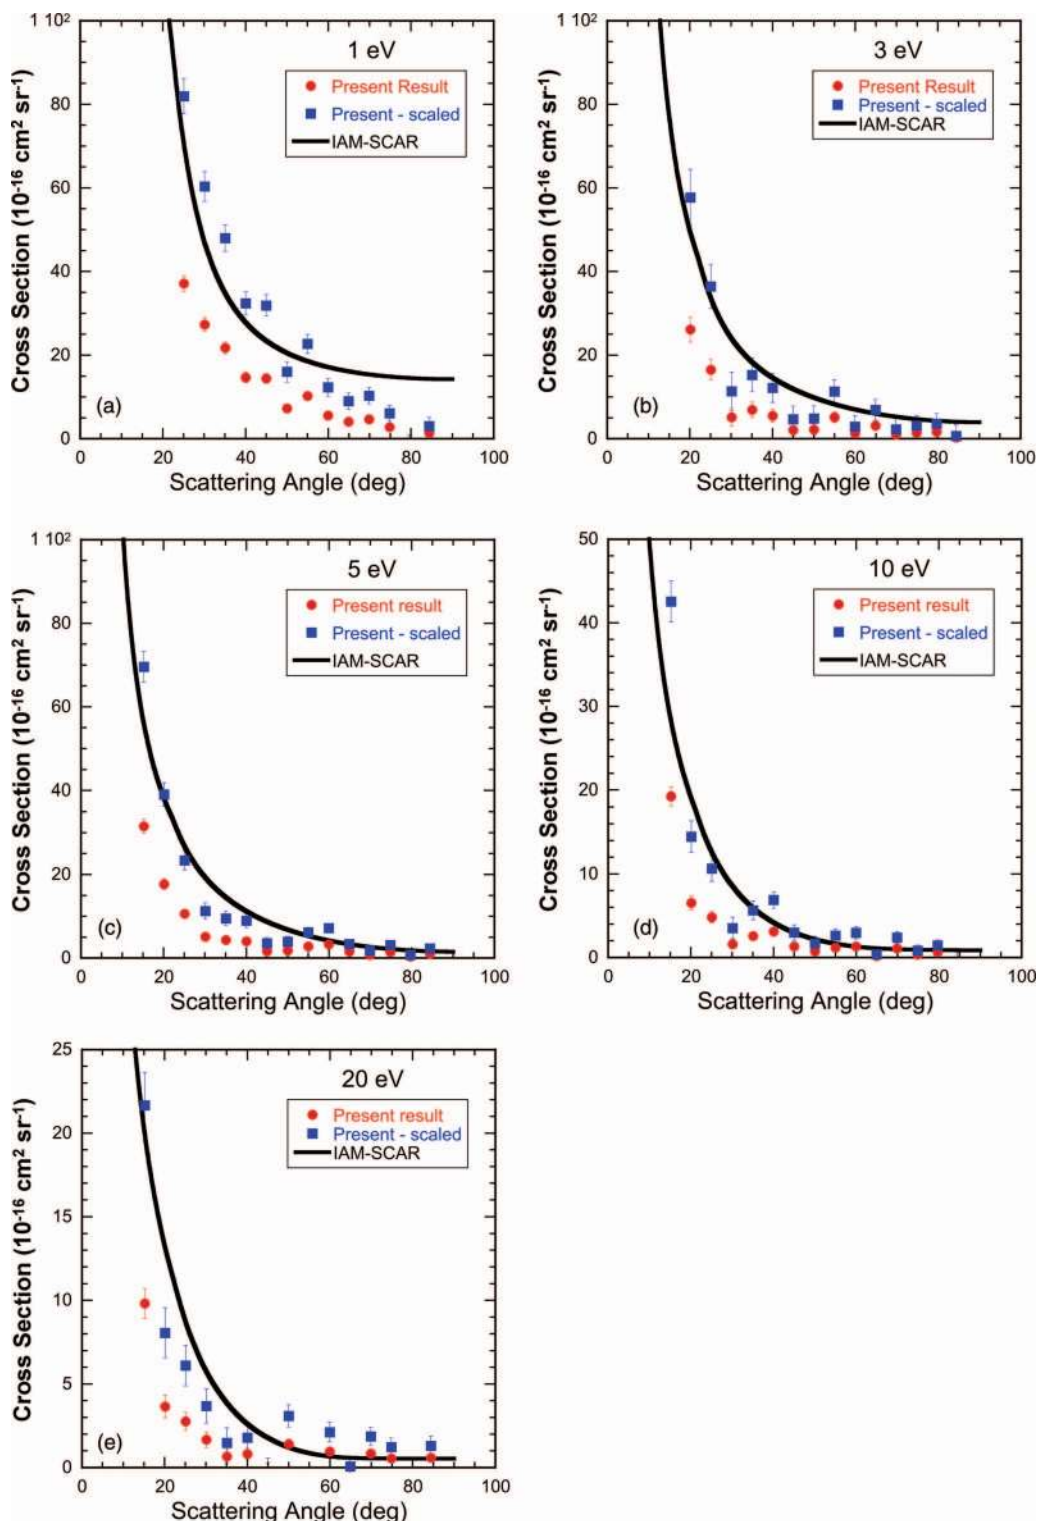 1 10²
80
60
40
20
0
0 20 40 60 80 100
Cross Section (10⁻¹⁶ cm² sr⁻¹)
Scattering Angle (deg)
1 eV
Present Result
Present - scaled
IAM-SCAR
(a)
1 10²
80
60
40
20
0
0 20 40 60 80 100
Cross Section (10⁻¹⁶ cm² sr⁻¹)
Scattering Angle (deg)
3 eV
Present Result
Present - scaled
IAM-SCAR
(b)
1 10²
80
60
40
20
0
0 20 40 60 80 100
Cross Section (10⁻¹⁶ cm² sr⁻¹)
Scattering Angle (deg)
5 eV
Present result
Present - scaled
IAM-SCAR
(c)
50
40
30
20
10
0
0 20 40 60 80 100
Cross Section (10⁻¹⁶ cm² sr⁻¹)
Scattering Angle (deg)
10 eV
Present result
Present - scaled
IAM-SCAR
(d)
25
20
15
10
5
0
0 20 40 60 80 100
Cross Section (10⁻¹⁶ cm² sr⁻¹)
Scattering Angle (deg)
20 eV
Present result
Present - scaled
IAM-SCAR
(e)